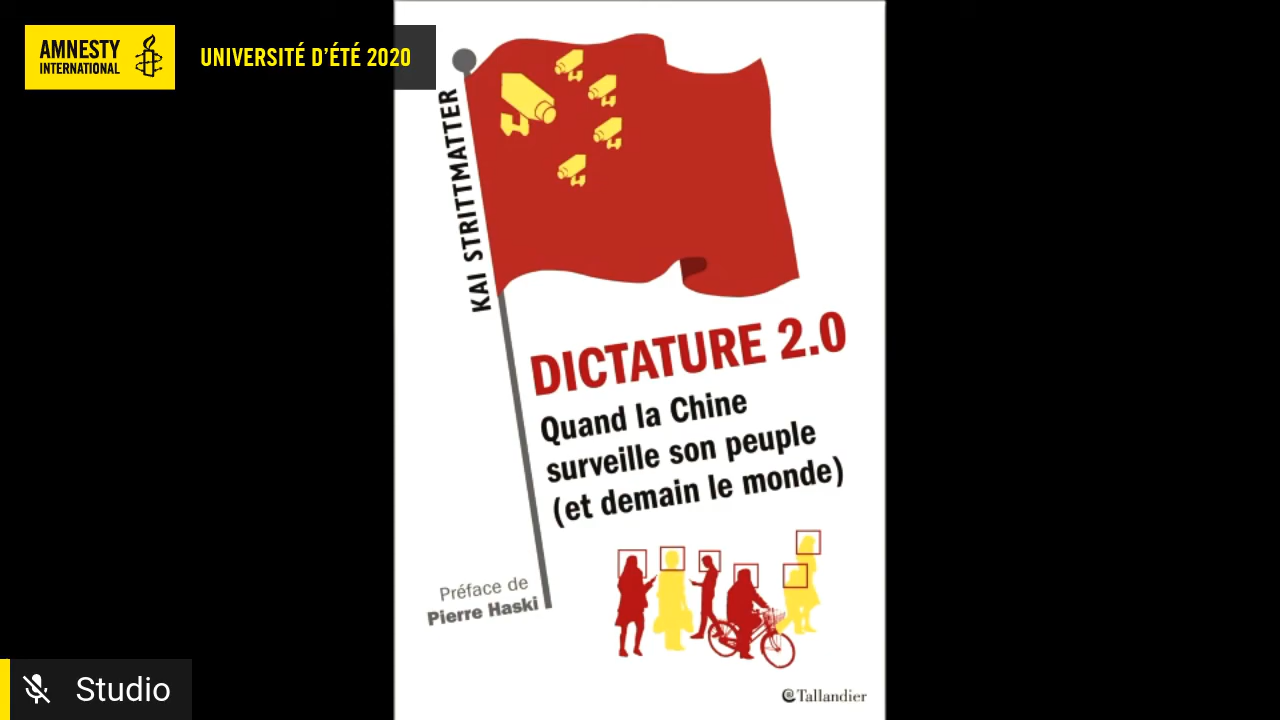 AMNESTY
INTERNATIONAL
UNIVERSITÉ D'ÉTÉ 2020
KAI STRITTMATTER
DICTATURE 2.0
Quand la Chine
surveille son peuple
(et demain le monde)
Préface de
Pierre Haski
Tallandier
Studio